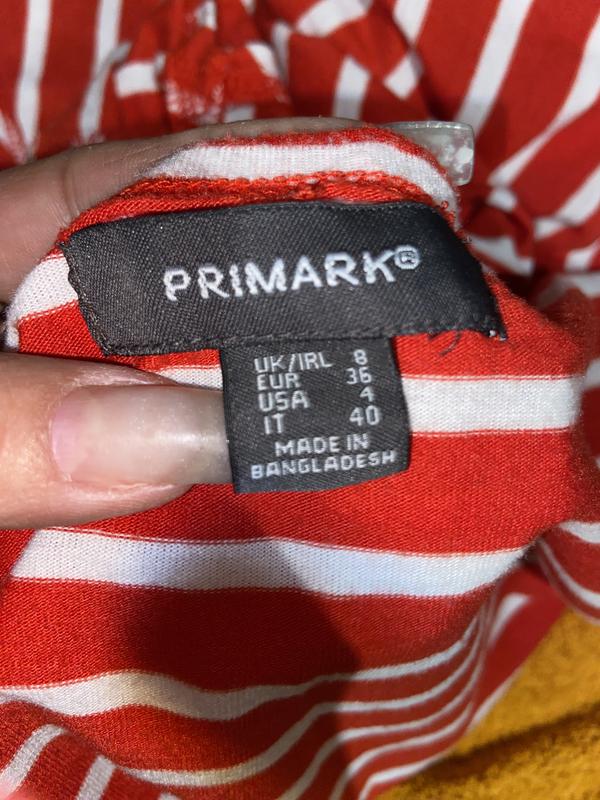 PRIMARK®
UK/IRL 8
EUR 36
USA 4
IT 40
MADE IN
BANGLADESH